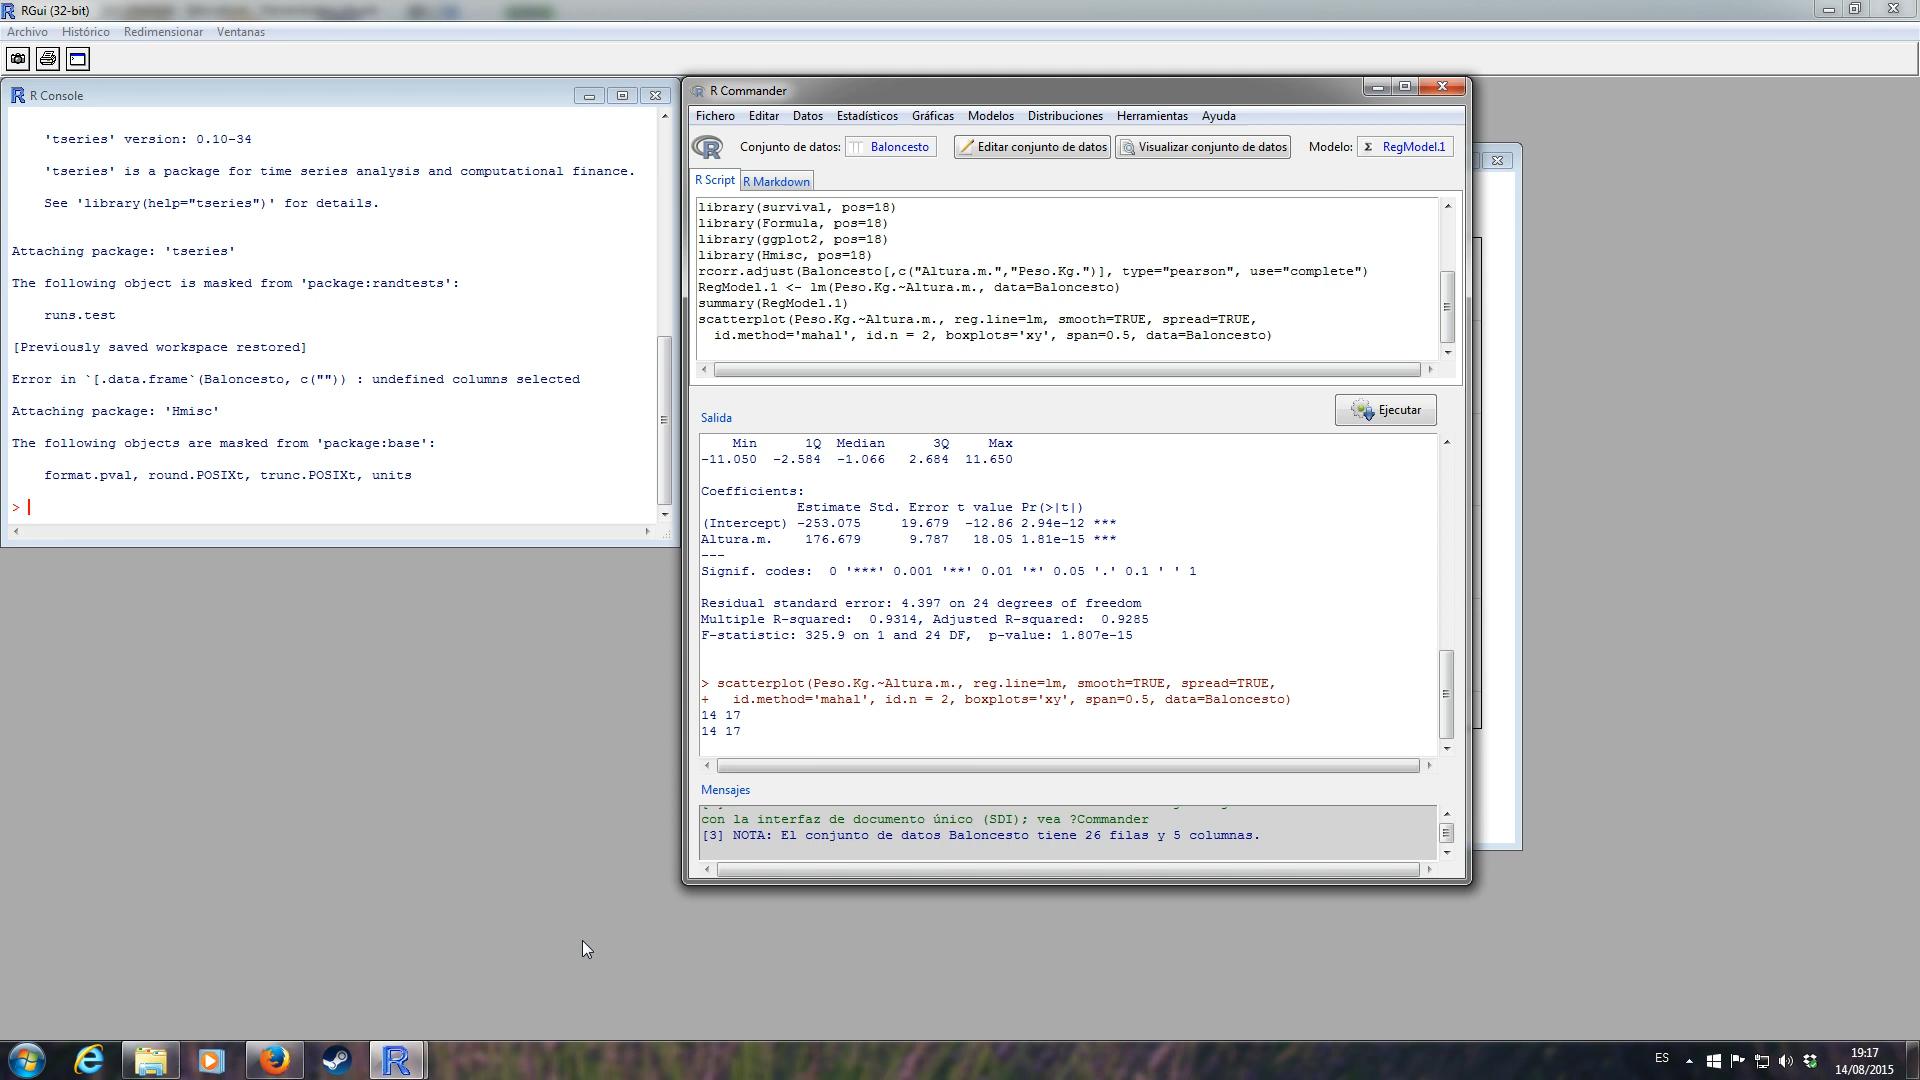 RGui (32-bit)
Archivo Histórico Redimensionar Ventanas
R Console
'tseries' version: 0.10-34
'tseries' is a package for time series analysis and computational finance.
See 'library(help="tseries")' for details.
Attaching package: 'tseries'
The following object is masked from 'package:randtests':
runs.test
[Previously saved workspace restored]
Error in `[.data.frame`(Baloncesto, c("")) : undefined columns selected
Attaching package: 'Hmisc'
The following objects are masked from 'package:base':
format.pval, round.POSIXt, trunc.POSIXt, units
>
R Commander
Fichero Editar Datos Estadísticos Gráficas Modelos Distribuciones Herramientas Ayuda
Conjunto de datos: Baloncesto Editar conjunto de datos Visualizar conjunto de datos Modelo: Σ RegModel.1
R Script R Markdown
library(survival, pos=18)
library(Formula, pos=18)
library(ggplot2, pos=18)
library(Hmisc, pos=18)
rcorr.adjust(Baloncesto[,c("Altura.m.","Peso.Kg.")], type="pearson", use="complete")
RegModel.1 <- lm(Peso.Kg.~Altura.m., data=Baloncesto)
summary(RegModel.1)
scatterplot(Peso.Kg.~Altura.m., reg.line=lm, smooth=TRUE, spread=TRUE,
id.method='mahal', id.n = 2, boxplots='xy', span=0.5, data=Baloncesto)
Salida
Ejecutar
Min 1Q Median 3Q Max
-11.050 -2.584 -1.066 2.684 11.650
Coefficients:
Estimate Std. Error t value Pr(>|t|)
(Intercept) -253.075 19.679 -12.86 2.94e-12 ***
Altura.m. 176.679 9.787 18.05 1.81e-15 ***
---
Signif. codes: 0 '***' 0.001 '**' 0.01 '*' 0.05 '.' 0.1 ' ' 1
Residual standard error: 4.397 on 24 degrees of freedom
Multiple R-squared: 0.9314, Adjusted R-squared: 0.9285
F-statistic: 325.9 on 1 and 24 DF, p-value: 1.807e-15
> scatterplot(Peso.Kg.~Altura.m., reg.line=lm, smooth=TRUE, spread=TRUE,
+ id.method='mahal', id.n = 2, boxplots='xy', span=0.5, data=Baloncesto)
14 17
14 17
Mensajes
con la interfaz de documento único (SDI); vea ?Commander
[3] NOTA: El conjunto de datos Baloncesto tiene 26 filas y 5 columnas.
ES
19:17
14/08/2015